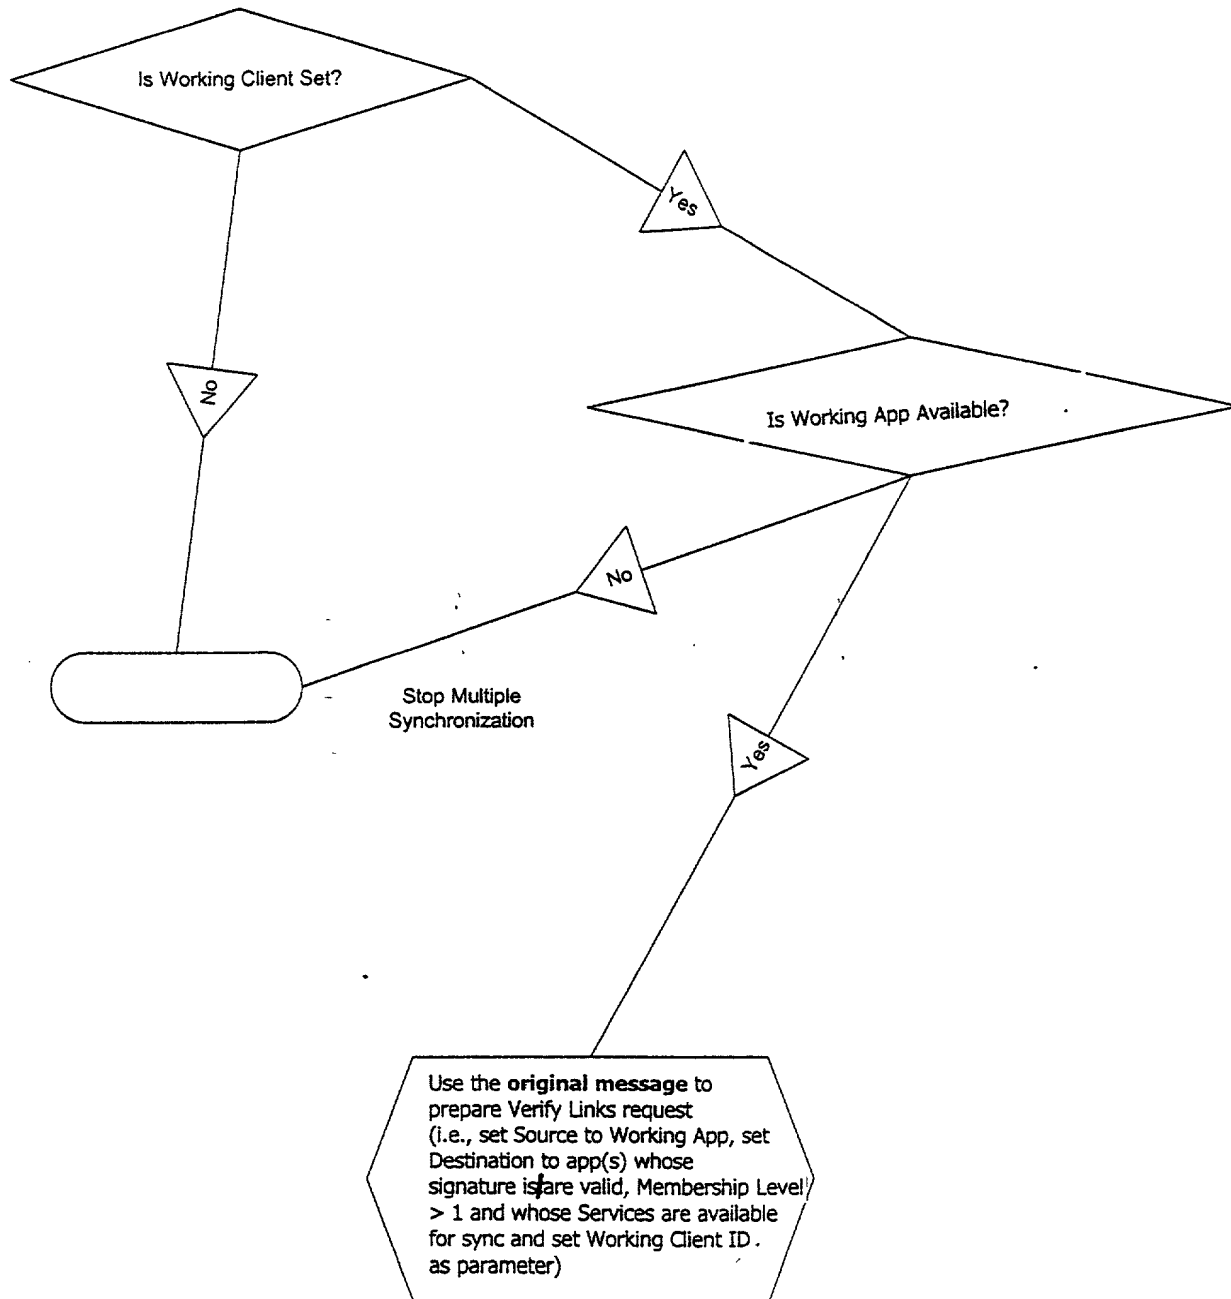 Is Working Client Set?
Yes
No
Is Working App Available?
No
Stop Multiple
Synchronization
Yes
Use the original message to
prepare Verify Links request
(i.e., set Source to Working App, set
Destination to app(s) whose
signature is/are valid, Membership Level
> 1 and whose Services are available
for sync and set Working Client ID
as parameter)